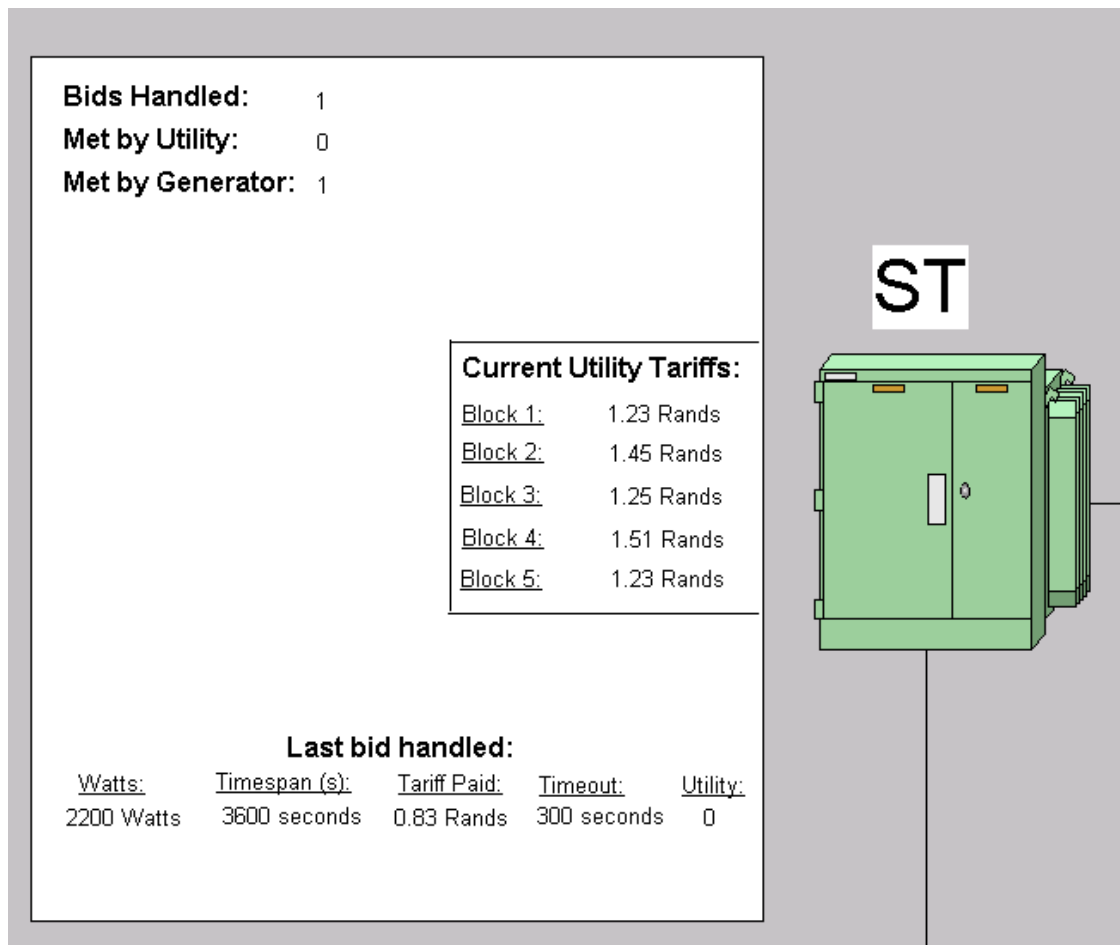 Bids Handled: 1
Met by Utility: 0
Met by Generator: 1
ST
Current Utility Tariffs:
Block 1: 1.23 Rands
Block 2: 1.45 Rands
Block 3: 1.25 Rands
Block 4: 1.51 Rands
Block 5: 1.23 Rands
Last bid handled:
Watts: Timespan (s): Tariff Paid: Timeout: Utility:
2200 Watts 3600 seconds 0.83 Rands 300 seconds 0